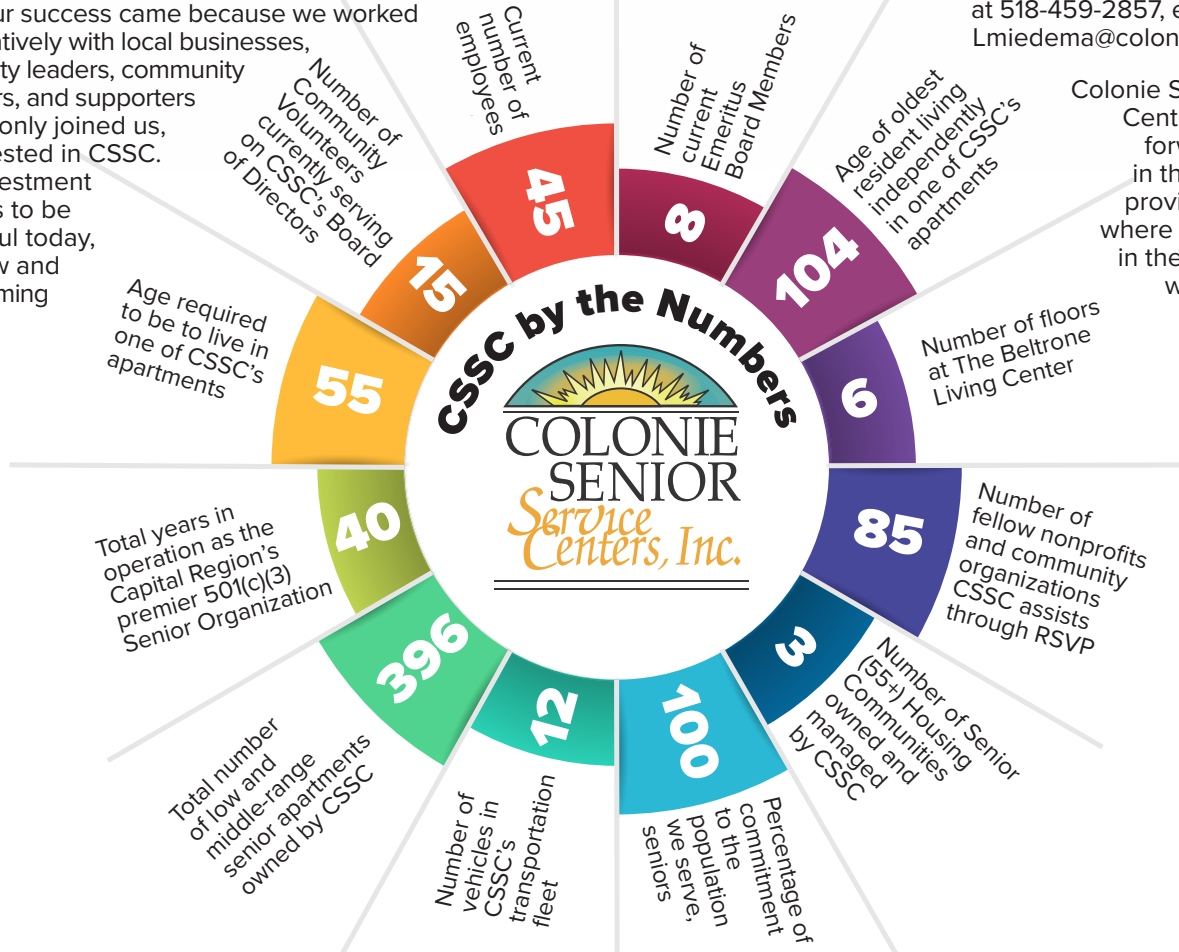 ur success came because we worked
atively with local businesses,
ty leaders, community
rs, and supporters
only joined us,
ested in CSSC.
estment
s to be
ul today,
w and
ming
at 518-459-2857, e
Lmiedema@colon
Colonie S
Cent
forv
in th
provi
where
in the
w
CSSC by the Numbers
COLONIE
SENIOR
Service
Centers, Inc.
Current
number of
employees
45
Number of
current
Emeritus
Board Members
8
Age of oldest
resident living
independently
in one of CSSC's
apartments
104
Number of floors
at The Beltrone
Living Center
6
Number of
fellow nonprofits
and community
organizations
CSSC assists
through RSVP
85
Number of Senior
(55+) Housing
Communities
owned and
managed
by CSSC
3
Percentage of
commitment
to the
population
we serve,
seniors
100
Number of
vehicles in
CSSC's
transportation
fleet
12
Total number
of low and
middle-range
senior apartments
owned by CSSC
396
Total years in
operation as the
Capital Region's
premier 501(c)(3)
Senior Organization
40
Age required
to be to live in
one of CSSC's
apartments
55
Number of
Community
Volunteers
currently serving
on CSSC's Board
of Directors
15